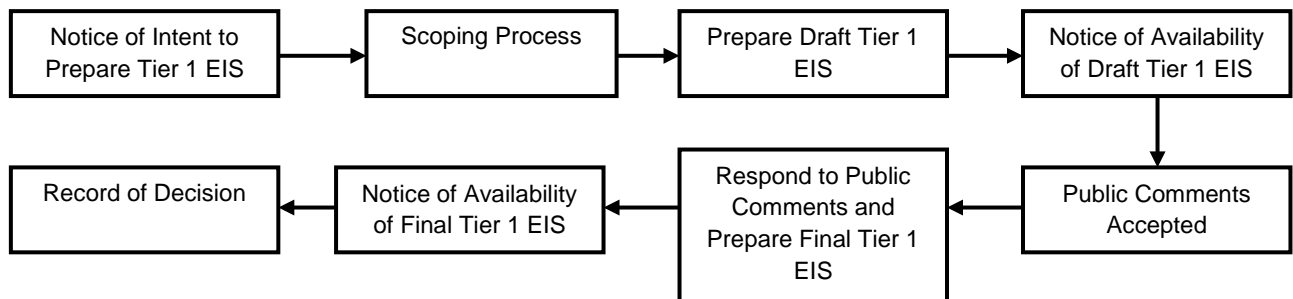 Notice of Intent to
Prepare Tier 1 EIS
Scoping Process
Prepare Draft Tier 1
EIS
Notice of Availability
of Draft Tier 1 EIS
Public Comments
Accepted
Respond to Public
Comments and
Prepare Final Tier 1
EIS
Notice of Availability
of Final Tier 1 EIS
Record of Decision